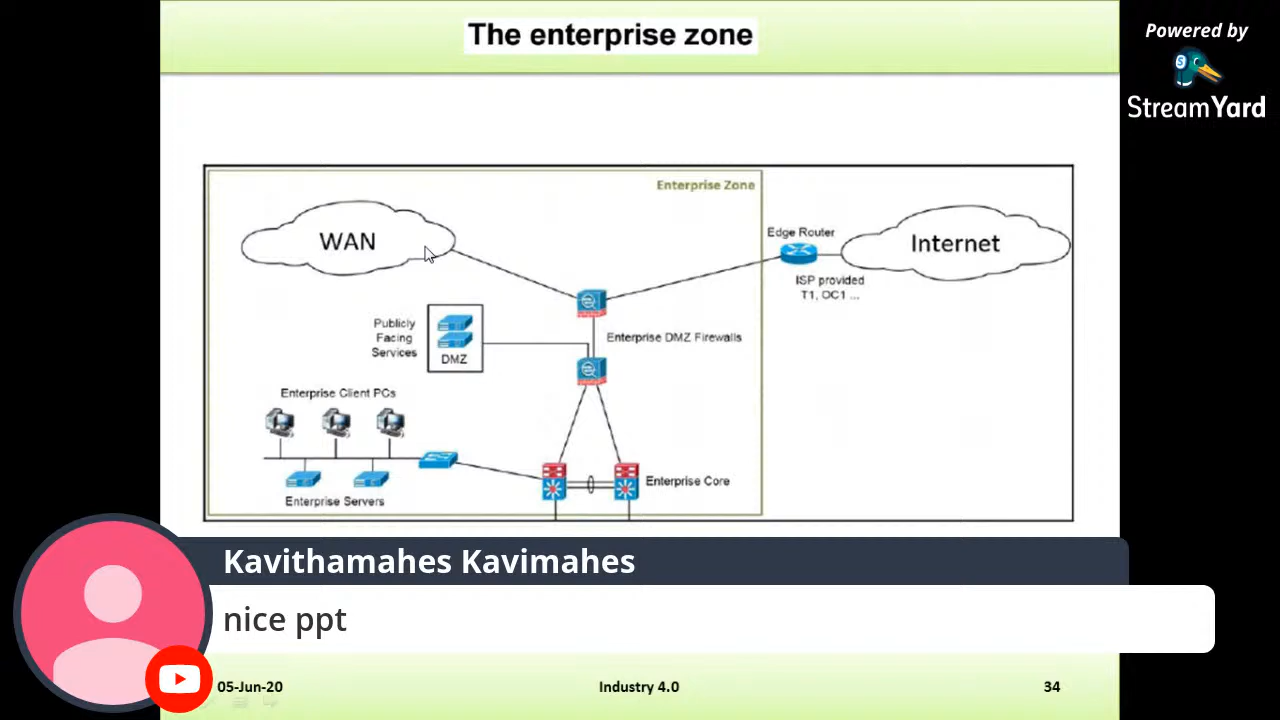 The enterprise zone
Powered by
StreamYard
Enterprise Zone
WAN
Edge Router
Internet
ISP provided
T1, OC1 ...
Publicly
Facing
Services
DMZ
Enterprise DMZ Firewalls
Enterprise Client PCs
Enterprise Servers
Enterprise Core
Kavithamahes Kavimahes
nice ppt
05-Jun-20
Industry 4.0
34